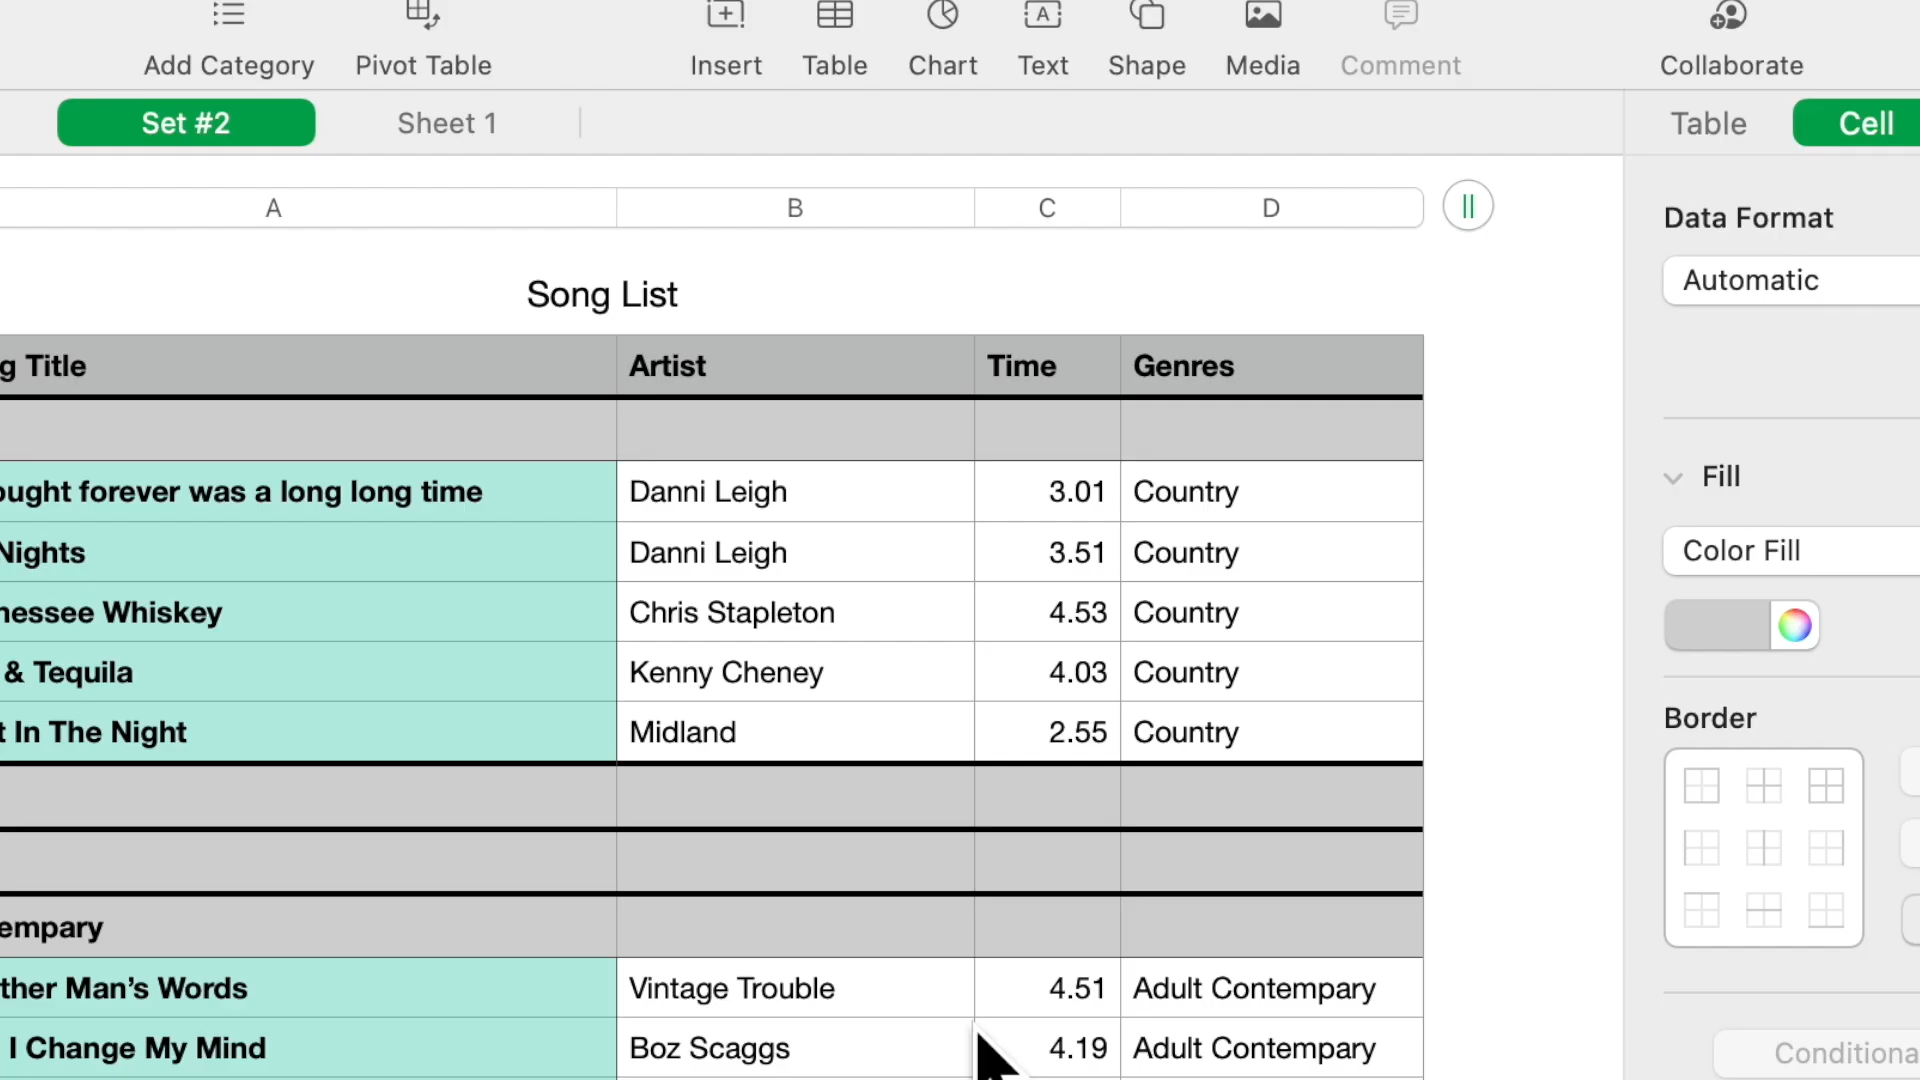 Add Category Pivot Table Insert Table Chart Text Shape Media Comment Collaborate
Set #2 Sheet 1 Table Cell
A B C D
Data Format
Automatic
Song List
g Title Artist Time Genres
ought forever was a long long time Danni Leigh 3.01 Country
Fill
Nights Danni Leigh 3.51 Country
Color Fill
nessee Whiskey Chris Stapleton 4.53 Country
& Tequila Kenny Cheney 4.03 Country
t In The Night Midland 2.55 Country
Border
empary
ther Man’s Words Vintage Trouble 4.51 Adult Contempary
I Change My Mind Boz Scaggs 4.19 Adult Contempary
Conditiona